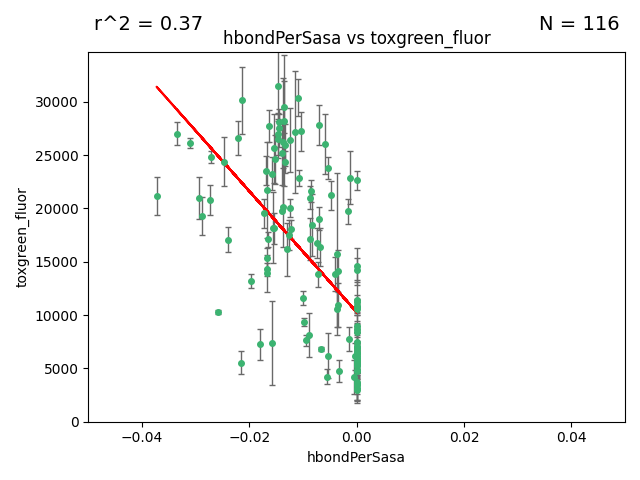 r^2 = 0.37
N = 116
hbondPerSasa vs toxgreen_fluor
30000
25000
20000
15000
10000
5000
0
toxgreen_fluor
−0.04
−0.02
0.00
0.02
0.04
hbondPerSasa